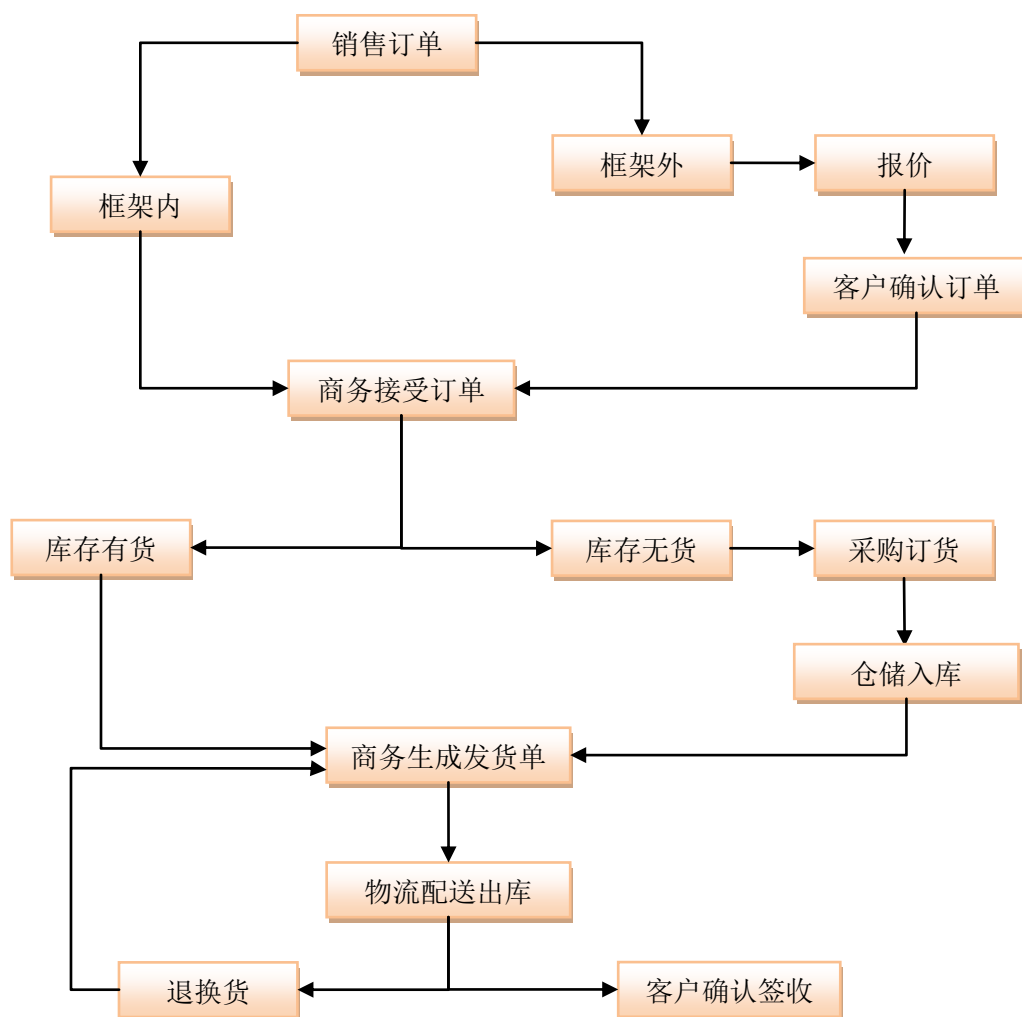 销售订单
框架外
报价
框架内
客户确认订单
商务接受订单
库存有货
库存无货
采购订货
仓储入库
商务生成发货单
物流配送出库
退换货
客户确认签收